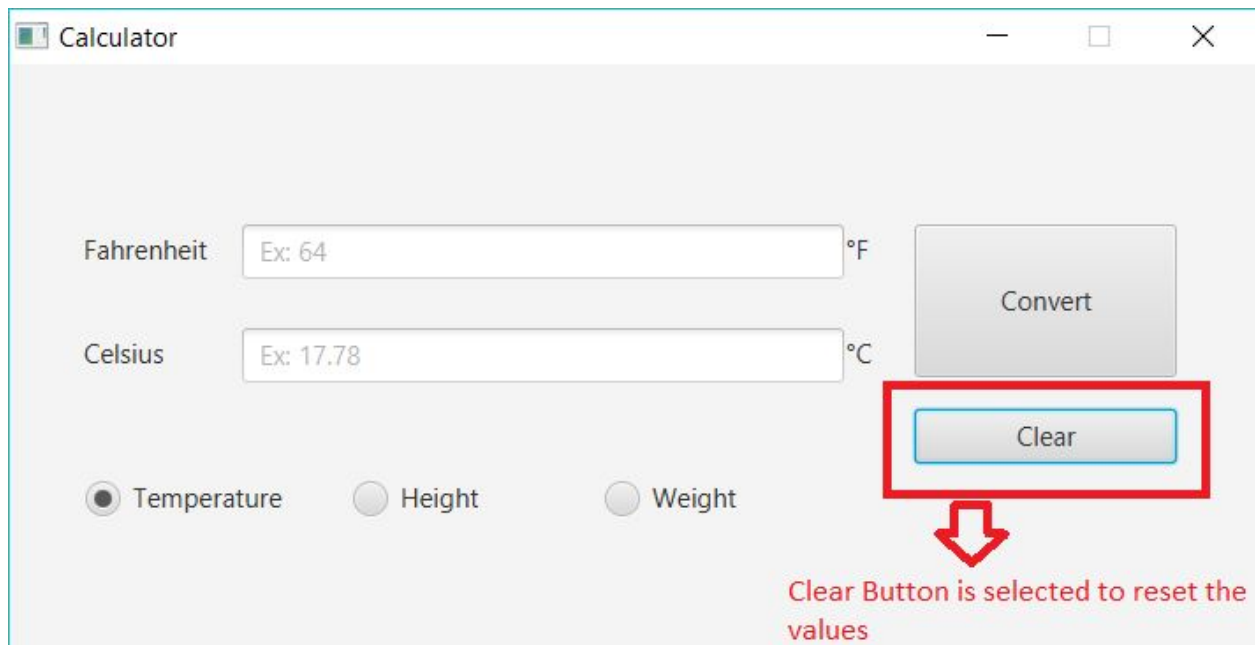 Calculator
Fahrenheit Ex: 64 °F
Convert
Celsius Ex: 17.78 °C
Clear
Temperature Height Weight
Clear Button is selected to reset the
values